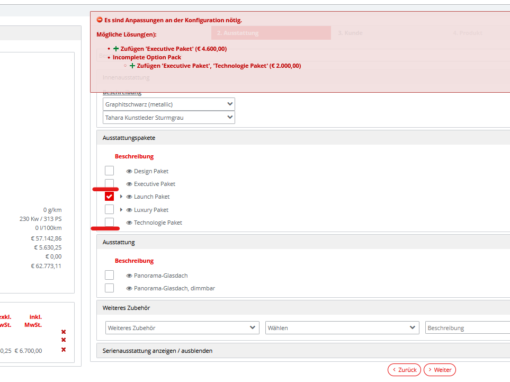 Es sind Anpassungen an der Konfiguration nötig.
Mögliche Lösung(en):
Zufügen 'Executive Paket' (€ 4.600,00)
Incomplete Option Pack
Zufügen 'Executive Paket', 'Technologie Paket' (€ 2.000,00)
Beschreibung
Graphitschwarz (metallic)
Tahara Kunstleder Sturmgrau
Ausstattungspakete
Beschreibung
Design Paket
Executive Paket
Launch Paket
Luxury Paket
Technologie Paket
Ausstattung
Beschreibung
Panorama-Glasdach
Panorama-Glasdach, dimmbar
Weiteres Zubehör
Weiteres Zubehör Wählen Beschreibung
Serienausstattung anzeigen / ausblenden
Zurück Weiter
0 g/km
230 Kw / 313 PS
0 l/100km
€ 57.142,86
€ 5.630,25
€ 0,00
€ 62.773,11
exkl. inkl.
MwSt. MwSt.
0,25 € 6.700,00